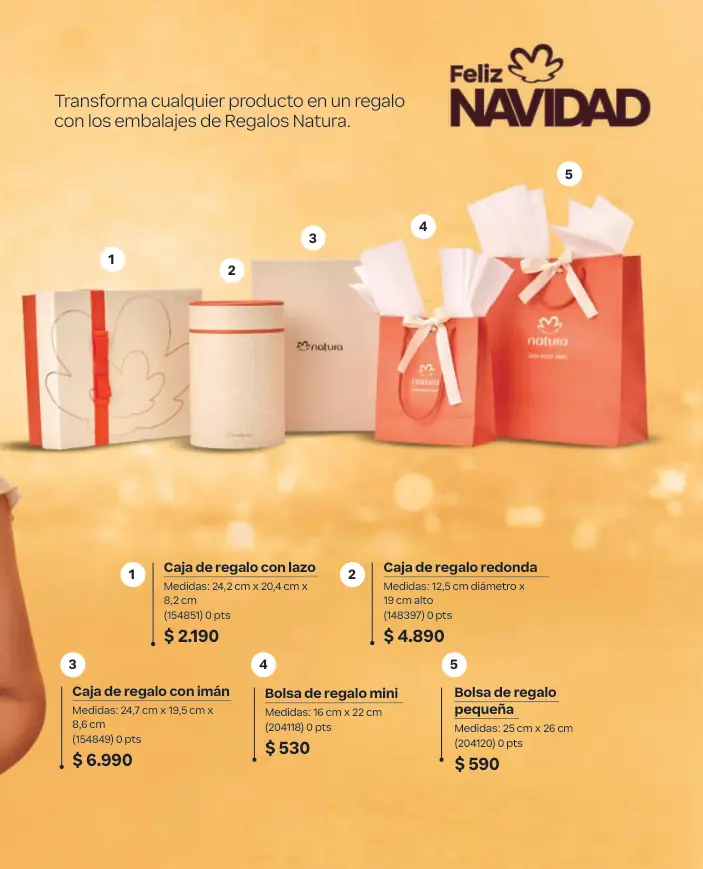 Transforma cualquier producto en un regalo
con los embalajes de Regalos Natura.
Feliz
NAVIDAD
1
2
3
4
5
natura
natura
natura
1
Caja de regalo con lazo
Medidas: 24,2 cm x 20,4 cm x
8,2 cm
(154851) 0 pts
$ 2.190
2
Caja de regalo redonda
Medidas: 12,5 cm diámetro x
19 cm alto
(148397) 0 pts
$ 4.890
3
Caja de regalo con imán
Medidas: 24,7 cm x 19,5 cm x
8,6 cm
(154849) 0 pts
$ 6.990
4
Bolsa de regalo mini
Medidas: 16 cm x 22 cm
(204118) 0 pts
$ 530
5
Bolsa de regalo
pequeña
Medidas: 25 cm x 26 cm
(204120) 0 pts
$ 590